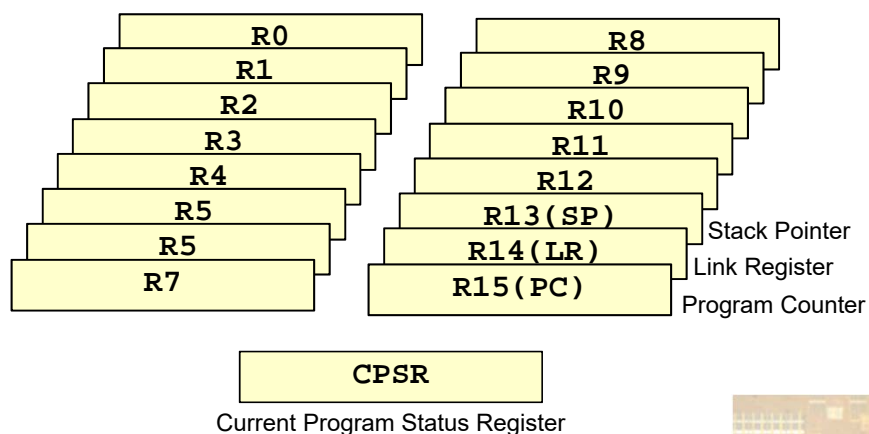 R0
R1
R2
R3
R4
R5
R5
R7
R8
R9
R10
R11
R12
R13(SP)
Stack Pointer
R14(LR)
Link Register
R15(PC)
Program Counter
CPSR
Current Program Status Register